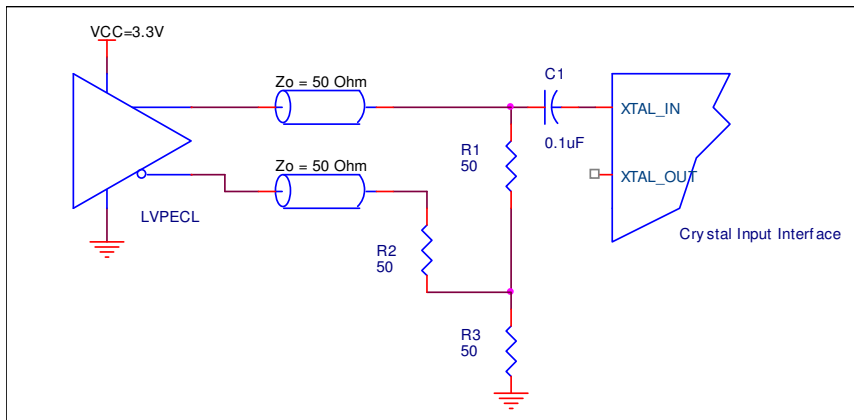 VCC=3.3V
Zo = 50 Ohm
C1
XTAL_IN
R1
50
0.1uF
Zo = 50 Ohm
XTAL_OUT
LVPECL
R2
50
Crystal Input Interface
R3
50